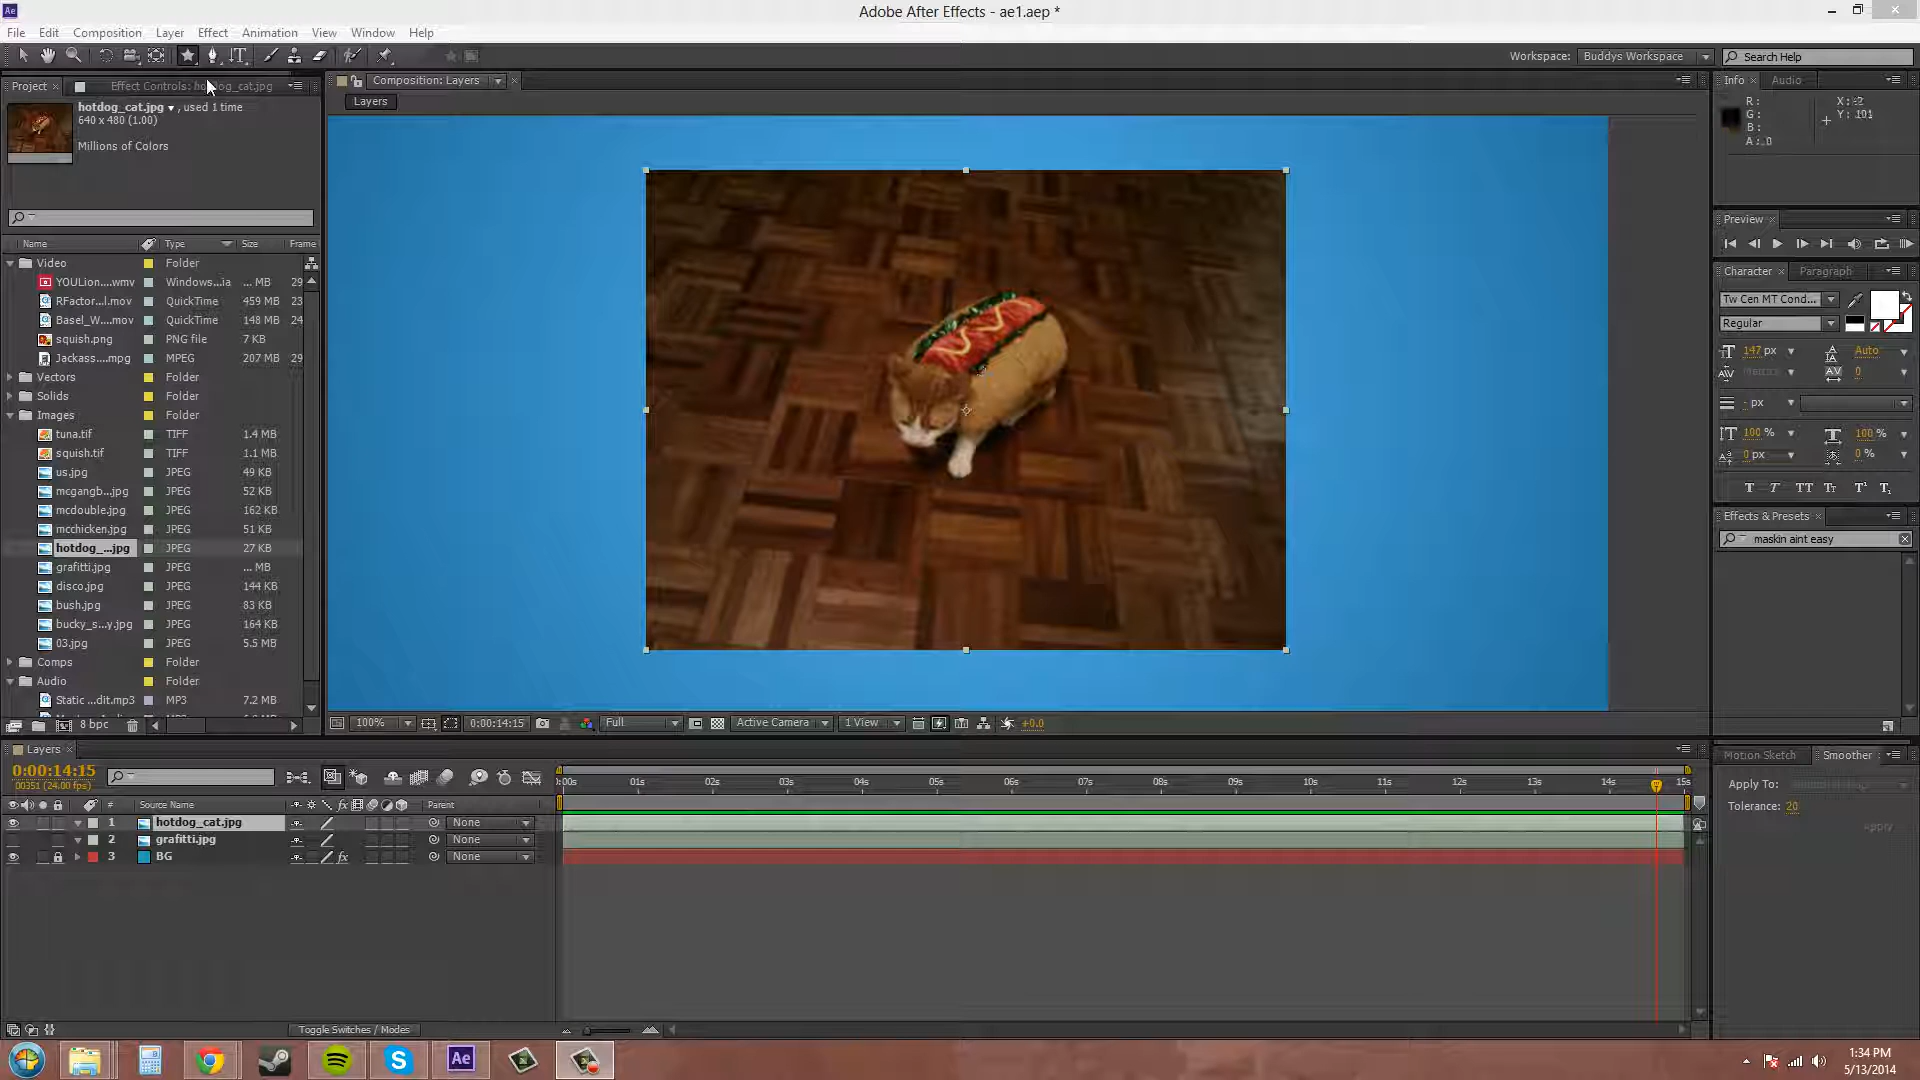 Ae
Adobe After Effects - ae1.aep *
File Edit Composition Layer Effect Animation View Window Help
Workspace: Buddys Workspace Search Help
Project × Effect Controls: hotdog_cat.jpg
Composition: Layers
Info × Audio
Layers
hotdog_cat.jpg , used 1 time
640 x 480 (1.00)
Millions of Colors
R :
G :
B :
A : 0
Y : 191
Preview ×
Name Type Size Frame
Video Folder
YOULion....wmv Windows...ia ... MB 29
RFactor...l.mov QuickTime 459 MB 23
Basel_W...mov QuickTime 148 MB 24
squish.png PNG file 7 KB
Jackass....mpg MPEG 207 MB 29
Vectors Folder
Solids Folder
Images Folder
tuna.tif TIFF 1.4 MB
squish.tif TIFF 1.1 MB
us.jpg JPEG 49 KB
mcgangb...jpg JPEG 52 KB
mcdouble.jpg JPEG 162 KB
mcchicken.jpg JPEG 51 KB
hotdog_...jpg JPEG 27 KB
grafitti.jpg JPEG ... MB
disco.jpg JPEG 144 KB
bush.jpg JPEG 83 KB
bucky_s...y.jpg JPEG 164 KB
03.jpg JPEG 5.5 MB
Comps Folder
Audio Folder
Static ...dit.mp3 MP3 7.2 MB
8 bpc
Character × Paragraph
Tw Cen MT Cond...
Regular
147 px Auto
Metrics 0
- px
100 % 100 %
0 px 0 %
T T TT Tt T¹ T₁
Effects & Presets ×
maskin aint easy
100% 0:00:14:15 Full Active Camera 1 View +0.0
Layers ×
0:00:14:15
00351 (24.00 fps)
:00s 01s 02s 03s 04s 05s 06s 07s 08s 09s 10s 11s 12s 13s 14s 15s
# Source Name fx Parent
1 hotdog_cat.jpg None
2 grafitti.jpg None
3 BG fx None
Toggle Switches / Modes
Motion Sketch Smoother
Apply To:
Tolerance: 20
Apply
Ae
1:34 PM
5/13/2014